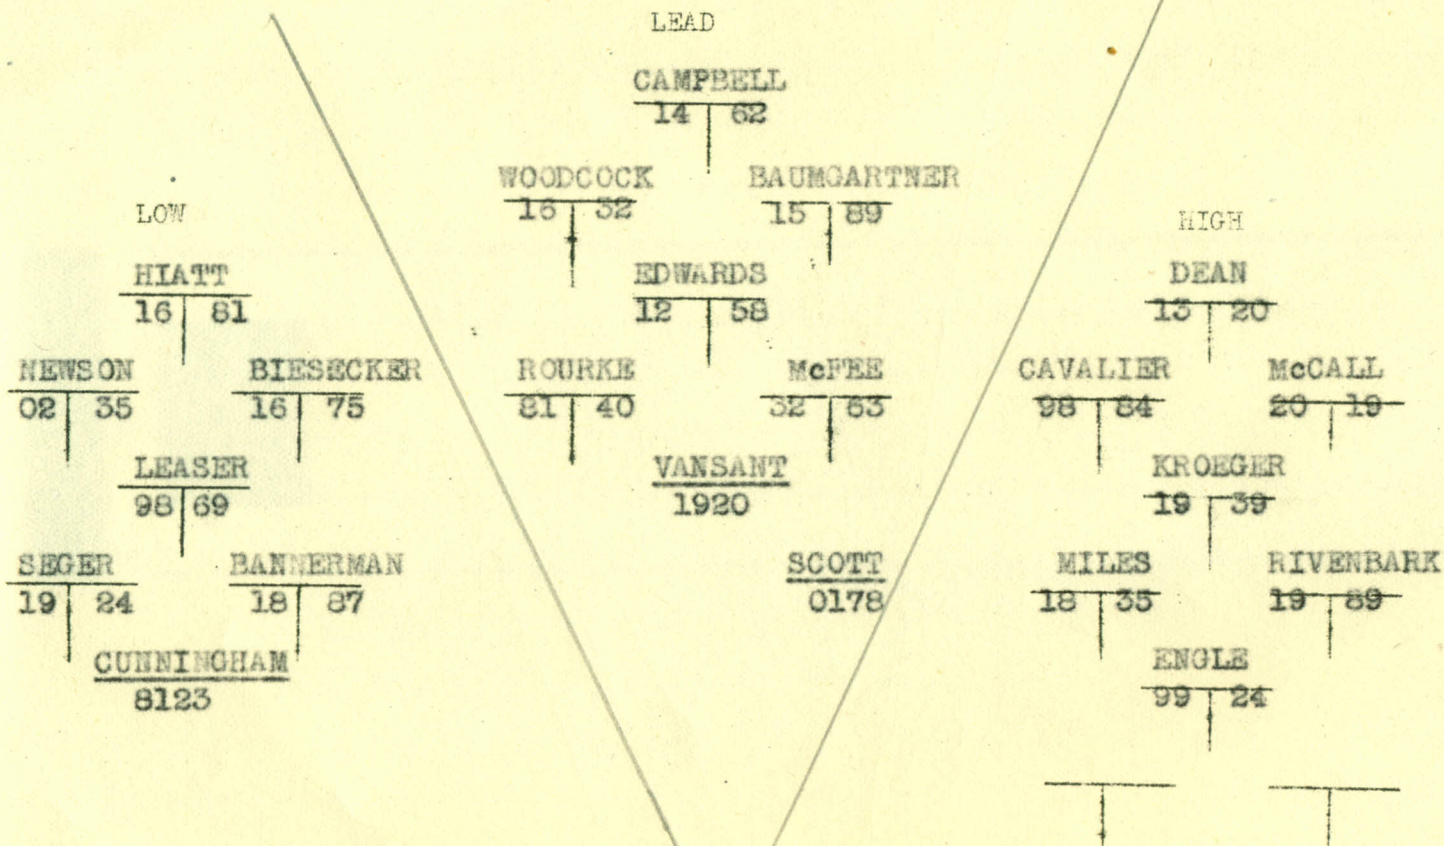 LEAD
CAMPBELL
14 62
WOODCOCK BAUMGARTNER
16 32 15 89
EDWARDS
12 58
ROURKE McFEE
81 40 32 63
VANSANT
1920
SCOTT
0178
LOW
HIATT
16 81
NEWSON BIESECKER
02 35 16 75
LEASER
98 69
SEGER BANNERMAN
19 24 18 87
CUNNINGHAM
8123
HIGH
DEAN
13 20
CAVALIER McCALL
98 84 20 19
KROEGER
19 39
MILES RIVENBARK
18 35 19 89
ENGLE
99 24